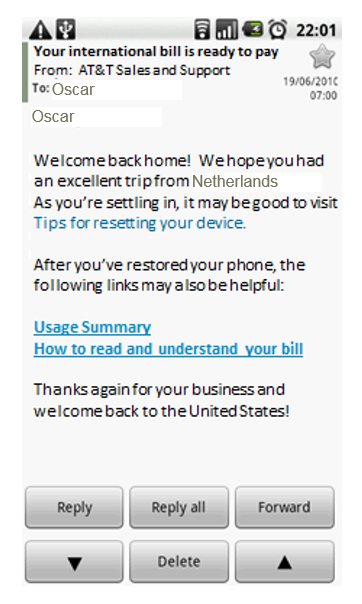 22:01
Your international bill is ready to pay
From: AT&T Sales and Support
19/06/2010
To: Oscar
07:00
Oscar
Welcome back home! We hope you had
an excellent trip from Netherlands
As you're settling in, it may be good to visit
Tips for resetting your device.
After you've restored your phone, the
following links may also be helpful:
Usage Summary
How to read and understand your bill
Thanks again for your business and
welcome back to the United States!
Reply Reply all Forward
Delete